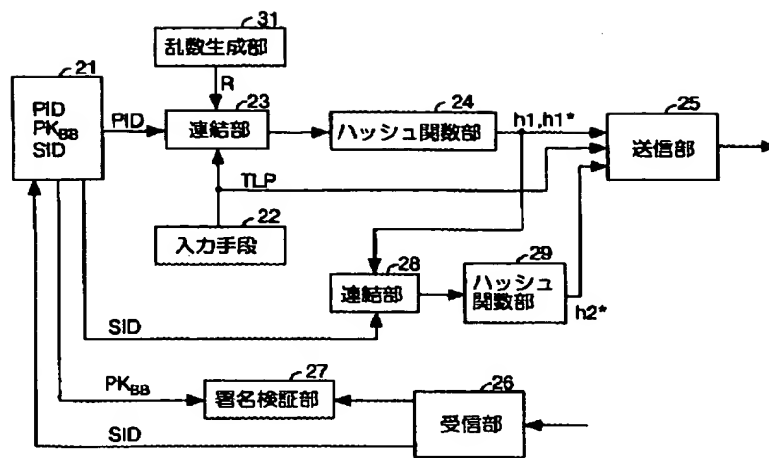 31
乱数生成部
21
R
PID
PK_BB
SID
PID
23
連結部
24
ハッシュ関数部
h1,h1*
25
送信部
TLP
22
入力手段
28
連結部
29
ハッシュ
関数部
h2*
SID
PK_BB
27
署名検証部
26
受信部
SID